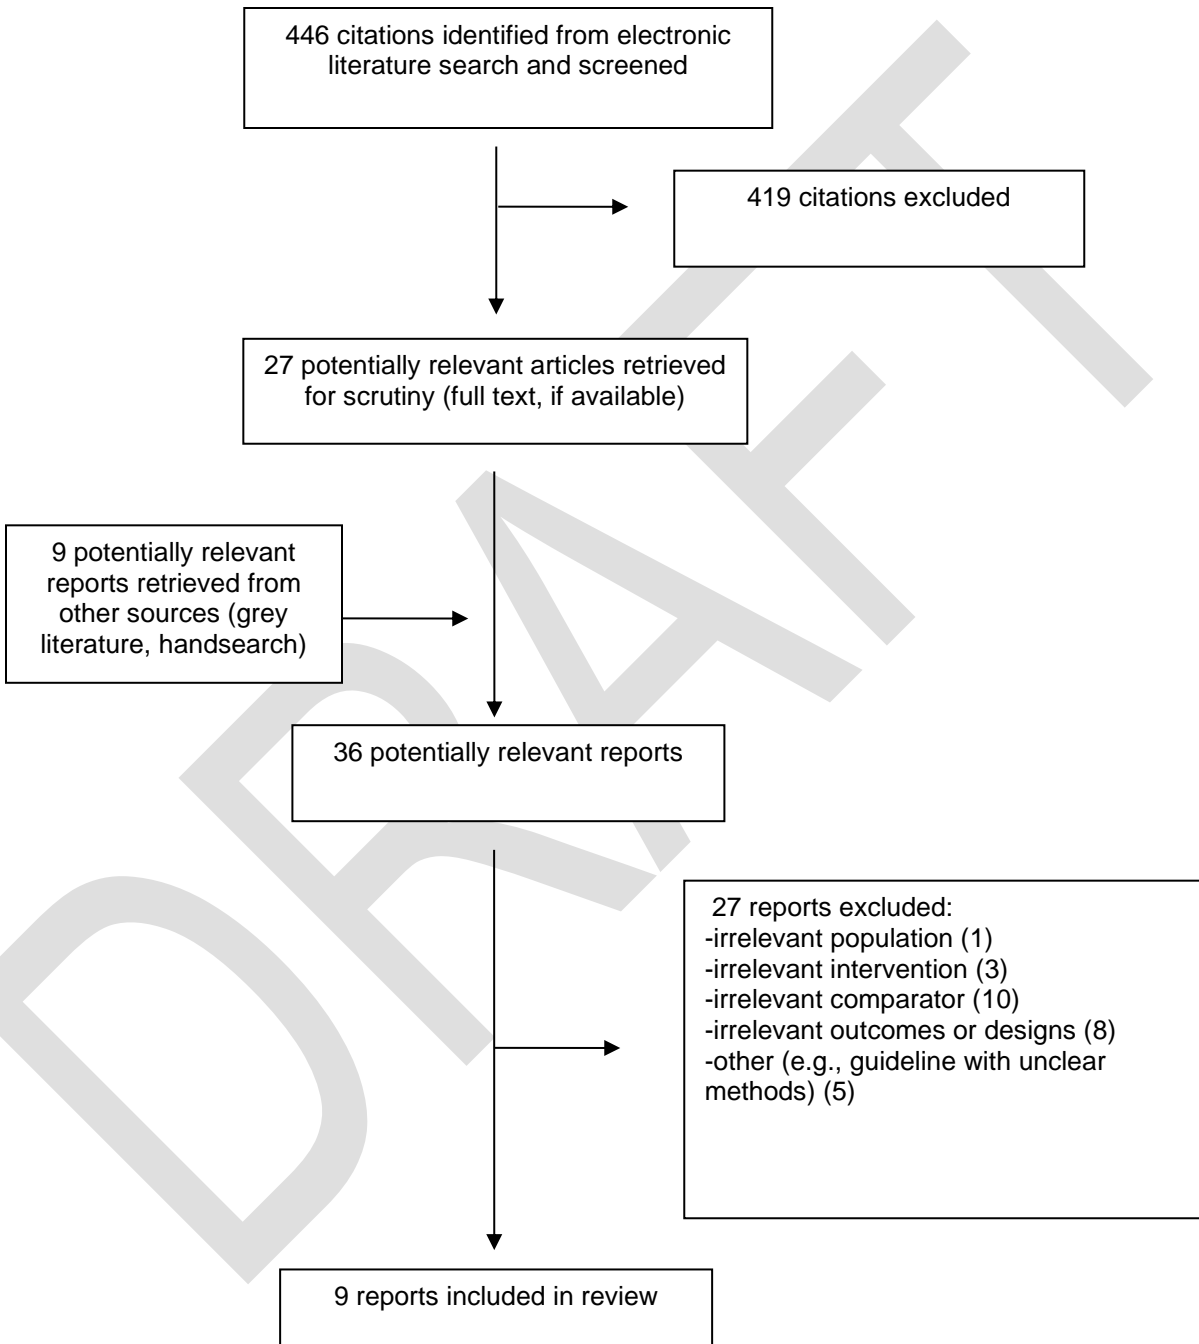 446 citations identified from electronic
literature search and screened
419 citations excluded
27 potentially relevant articles retrieved
for scrutiny (full text, if available)
9 potentially relevant
reports retrieved from
other sources (grey
literature, handsearch)
36 potentially relevant reports
27 reports excluded:
-irrelevant population (1)
-irrelevant intervention (3)
-irrelevant comparator (10)
-irrelevant outcomes or designs (8)
-other (e.g., guideline with unclear
methods) (5)
9 reports included in review
DRAFT